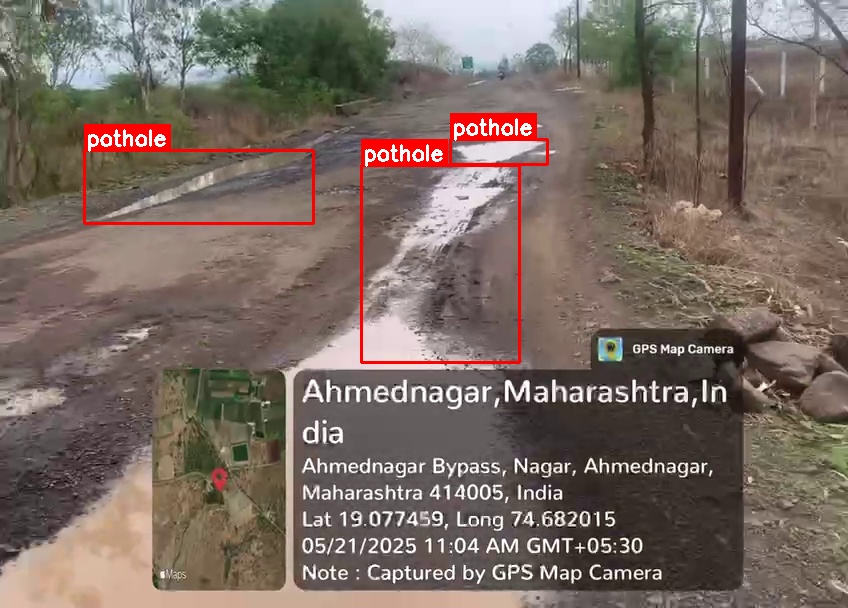 pothole
pothole
pothole
GPS Map Camera
Ahmednagar,Maharashtra,In
dia
Ahmednagar Bypass, Nagar, Ahmednagar,
Maharashtra 414005, India
Lat 19.077459, Long 74.682015
05/21/2025 11:04 AM GMT+05:30
Note : Captured by GPS Map Camera
Maps